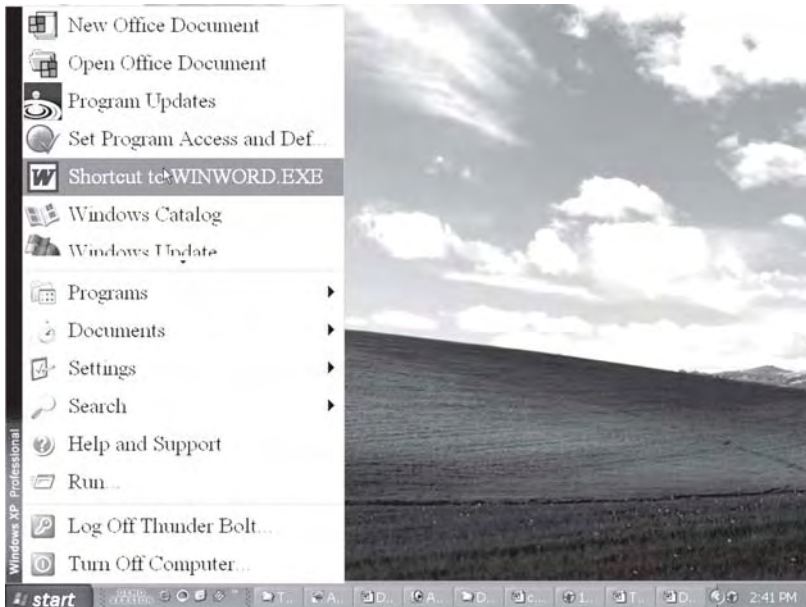 New Office Document
Open Office Document
Program Updates
Set Program Access and Def...
Shortcut to WINWORD.EXE
Windows Catalog
Windows Update
Programs
Documents
Settings
Search
Help and Support
Run...
Log Off Thunder Bolt...
Turn Off Computer...
Windows XP Professional
start
T... A... D... A... D... c... 1... T... D... 2:41 PM